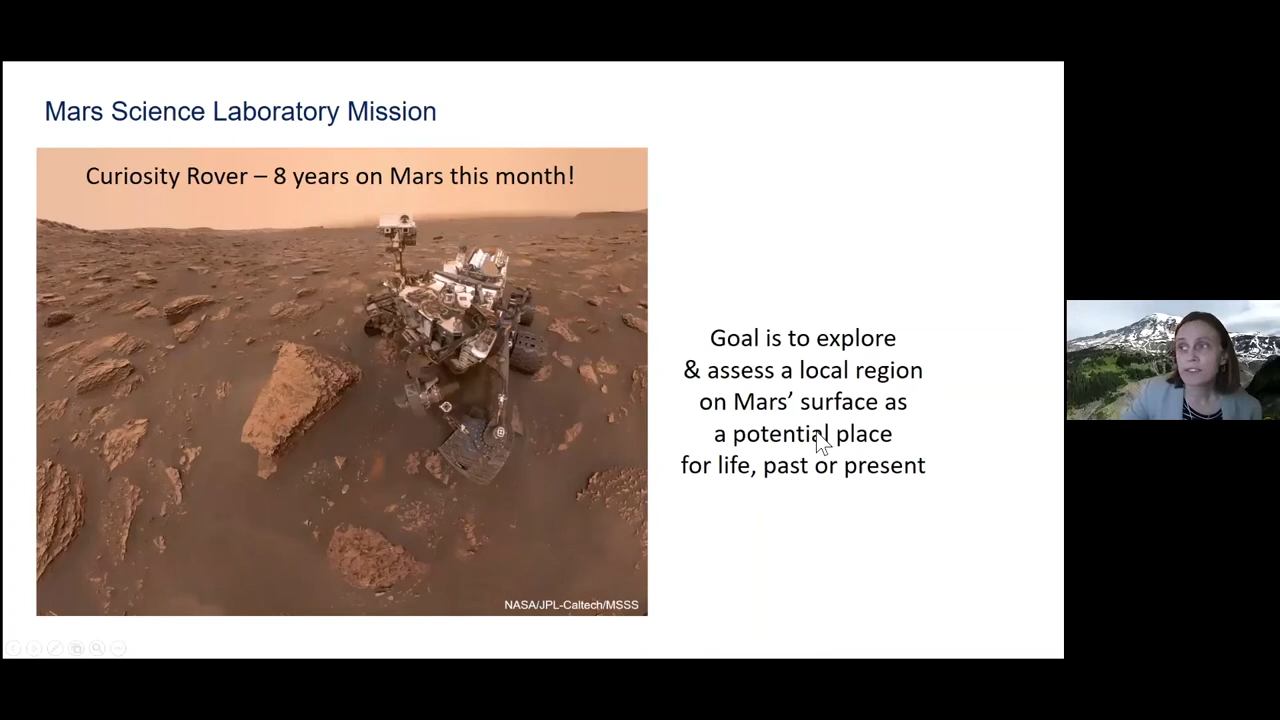 Mars Science Laboratory Mission
Curiosity Rover – 8 years on Mars this month!
Goal is to explore
& assess a local region
on Mars’ surface as
a potential place
for life, past or present
NASA/JPL-Caltech/MSSS